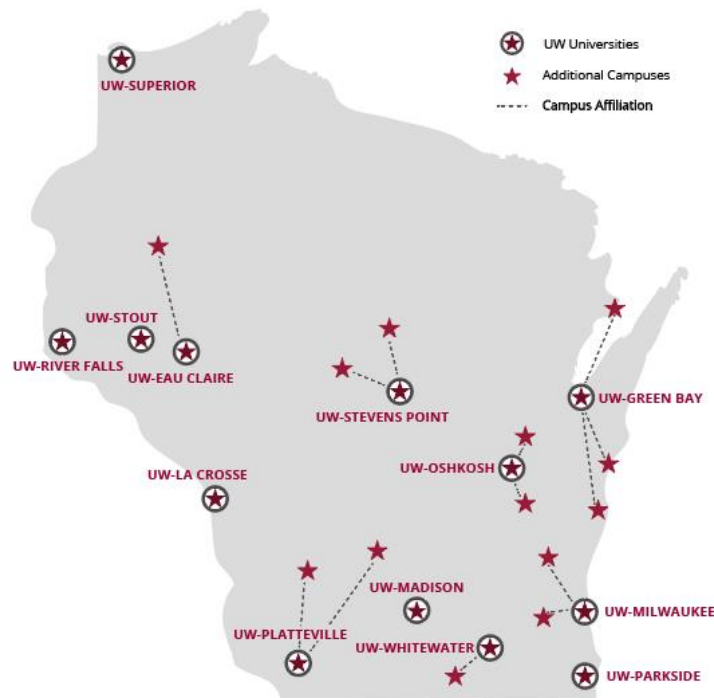 UW Universities
Additional Campuses
Campus Affiliation
UW-SUPERIOR
UW-STOUT
UW-RIVER FALLS
UW-EAU CLAIRE
UW-STEVENS POINT
UW-GREEN BAY
UW-OSHKOSH
UW-LA CROSSE
UW-MADISON
UW-MILWAUKEE
UW-PLATTEVILLE
UW-WHITEWATER
UW-PARKSIDE